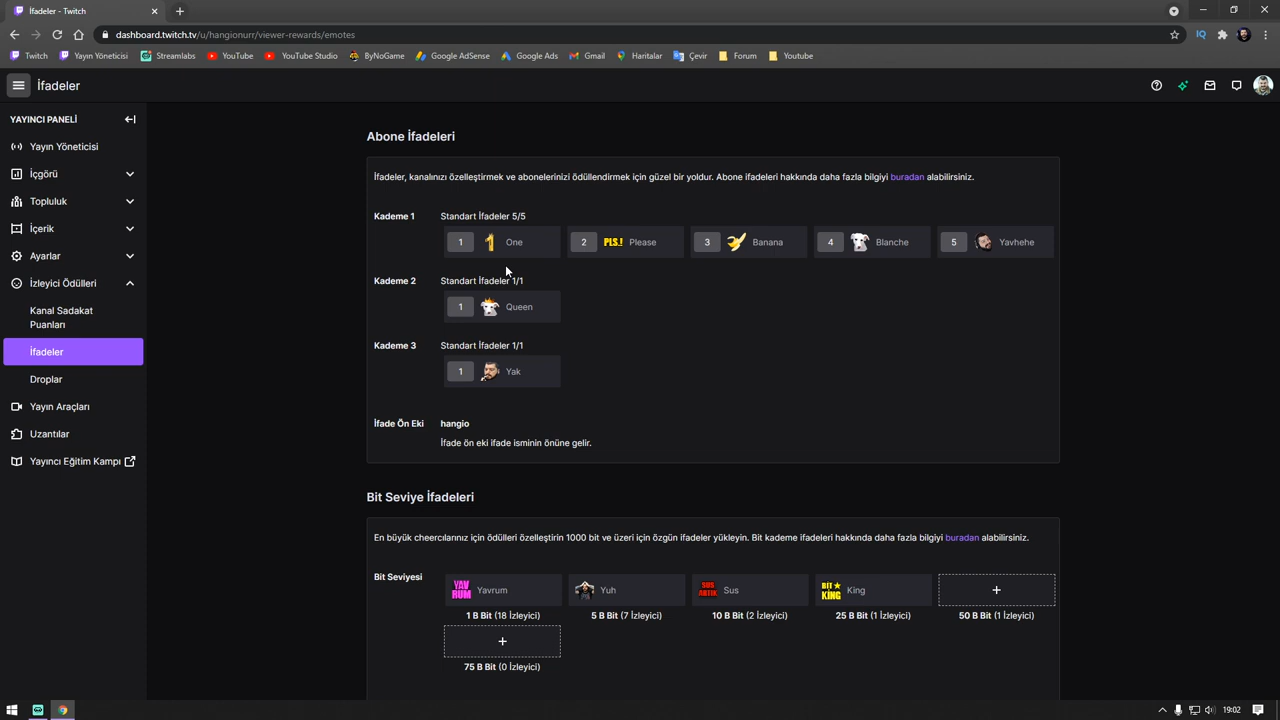 İfadeler - Twitch
dashboard.twitch.tv/u/hangionurr/viewer-rewards/emotes
Twitch Yayın Yöneticisi Streamlabs YouTube YouTube Studio ByNoGame Google AdSense Google Ads Gmail Haritalar Çevir Forum Youtube
İfadeler
YAYINCI PANELİ
Yayın Yöneticisi
İçgörü
Topluluk
İçerik
Ayarlar
İzleyici Ödülleri
Kanal Sadakat
Puanları
İfadeler
Droplar
Yayın Araçları
Uzantılar
Yayıncı Eğitim Kampı
Abone İfadeleri
İfadeler, kanalınızı özelleştirmek ve abonelerinizi ödüllendirmek için güzel bir yoldur. Abone ifadeleri hakkında daha fazla bilgiyi buradan alabilirsiniz.
Kademe 1 Standart İfadeler 5/5
1 1 One 2 PLS.! Please 3 Banana 4 Blanche 5 Yavhehe
Kademe 2 Standart İfadeler 1/1
1 Queen
Kademe 3 Standart İfadeler 1/1
1 Yak
İfade Ön Eki hangio
İfade ön eki ifade isminin önüne gelir.
Bit Seviye İfadeleri
En büyük cheercılarınız için ödülleri özelleştirin 1000 bit ve üzeri için özgün ifadeler yükleyin. Bit kademe ifadeleri hakkında daha fazla bilgiyi buradan alabilirsiniz.
Bit Seviyesi
YAV RUM Yavrum Yuh SUS ARTIK Sus BIT KING King
1 B Bit (18 İzleyici) 5 B Bit (7 İzleyici) 10 B Bit (2 İzleyici) 25 B Bit (1 İzleyici) 50 B Bit (1 İzleyici)
75 B Bit (0 İzleyici)
19:02